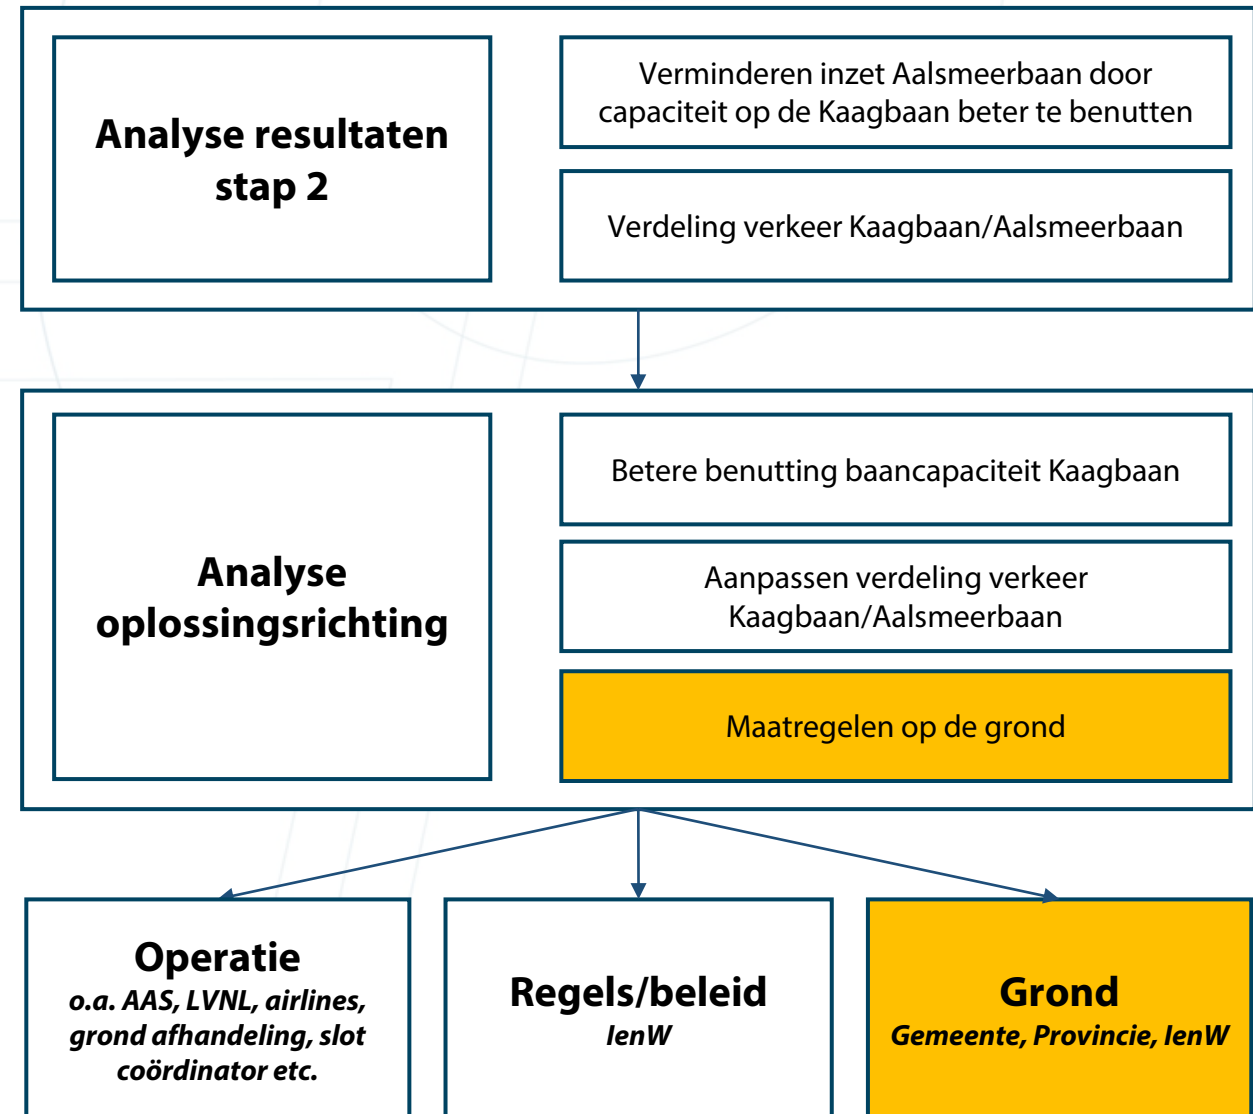 Analyse resultaten
stap 2
Verminderen inzet Aalsmeerbaan door
capaciteit op de Kaagbaan beter te benutten
Verdeling verkeer Kaagbaan/Aalsmeerbaan
Analyse
oplossingsrichting
Betere benutting baancapaciteit Kaagbaan
Aanpassen verdeling verkeer
Kaagbaan/Aalsmeerbaan
Maatregelen op de grond
Operatie
o.a. AAS, LVNL, airlines,
grond afhandeling, slot
coördinator etc.
Regels/beleid
IenW
Grond
Gemeente, Provincie, IenW